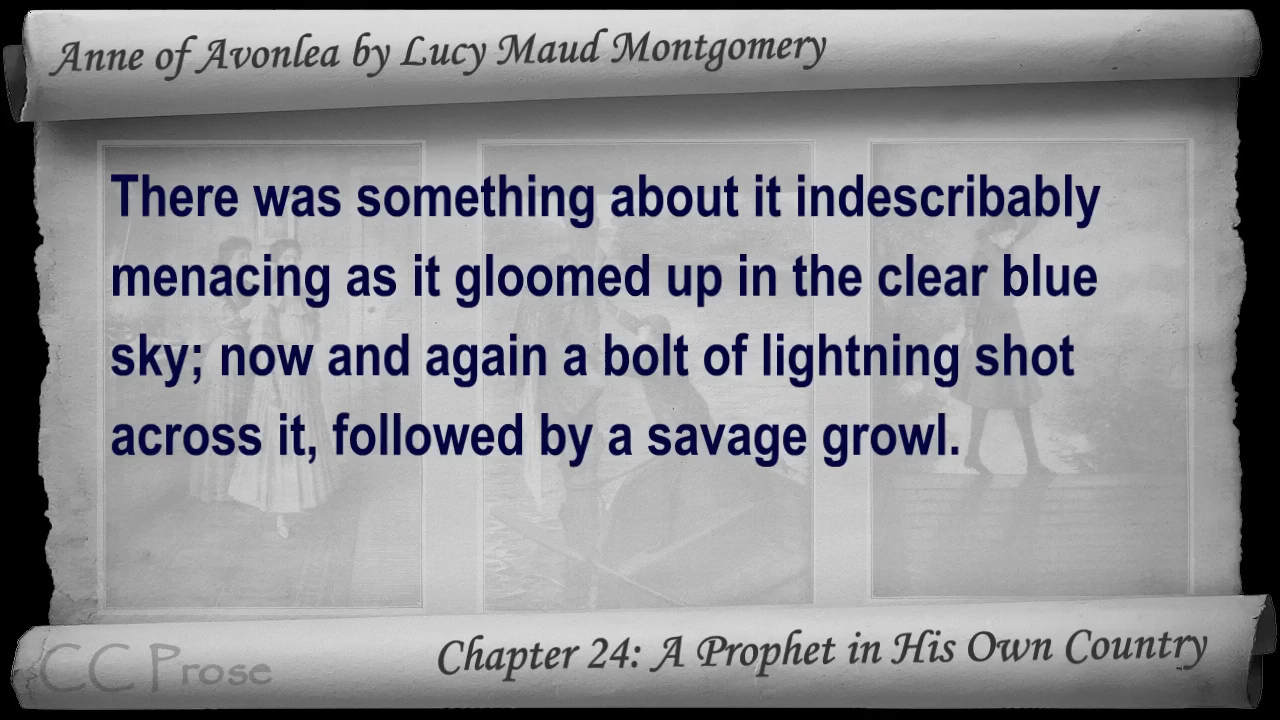 Anne of Avonlea by Lucy Maud Montgomery
There was something about it indescribably
menacing as it gloomed up in the clear blue
sky; now and again a bolt of lightning shot
across it, followed by a savage growl.
CC Prose
Chapter 24: A Prophet in His Own Country